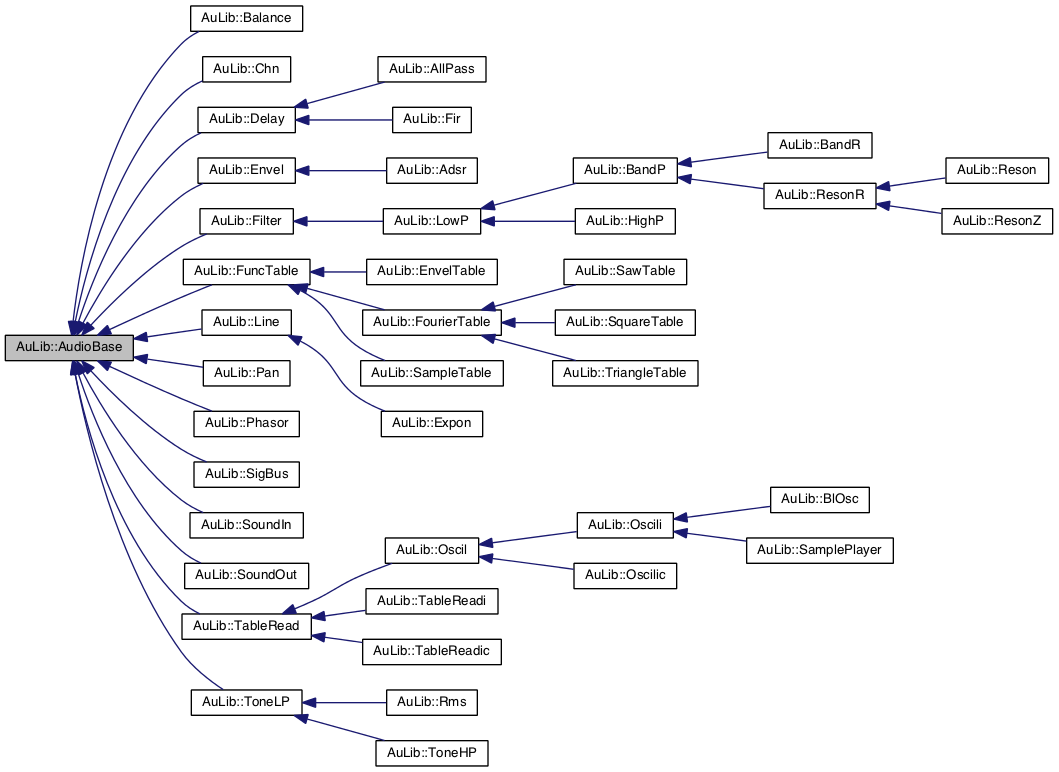 AuLib::Balance
AuLib::Chn
AuLib::AllPass
AuLib::Delay
AuLib::Fir
AuLib::BandR
AuLib::Envel
AuLib::Adsr
AuLib::BandP
AuLib::Reson
AuLib::ResonR
AuLib::Filter
AuLib::LowP
AuLib::HighP
AuLib::ResonZ
AuLib::FuncTable
AuLib::EnvelTable
AuLib::SawTable
AuLib::Line
AuLib::FourierTable
AuLib::SquareTable
AuLib::AudioBase
AuLib::Pan
AuLib::SampleTable
AuLib::TriangleTable
AuLib::Phasor
AuLib::Expon
AuLib::SigBus
AuLib::BlOsc
AuLib::SoundIn
AuLib::Oscili
AuLib::Oscil
AuLib::SamplePlayer
AuLib::SoundOut
AuLib::Oscilic
AuLib::TableReadi
AuLib::TableRead
AuLib::TableReadic
AuLib::ToneLP
AuLib::Rms
AuLib::ToneHP